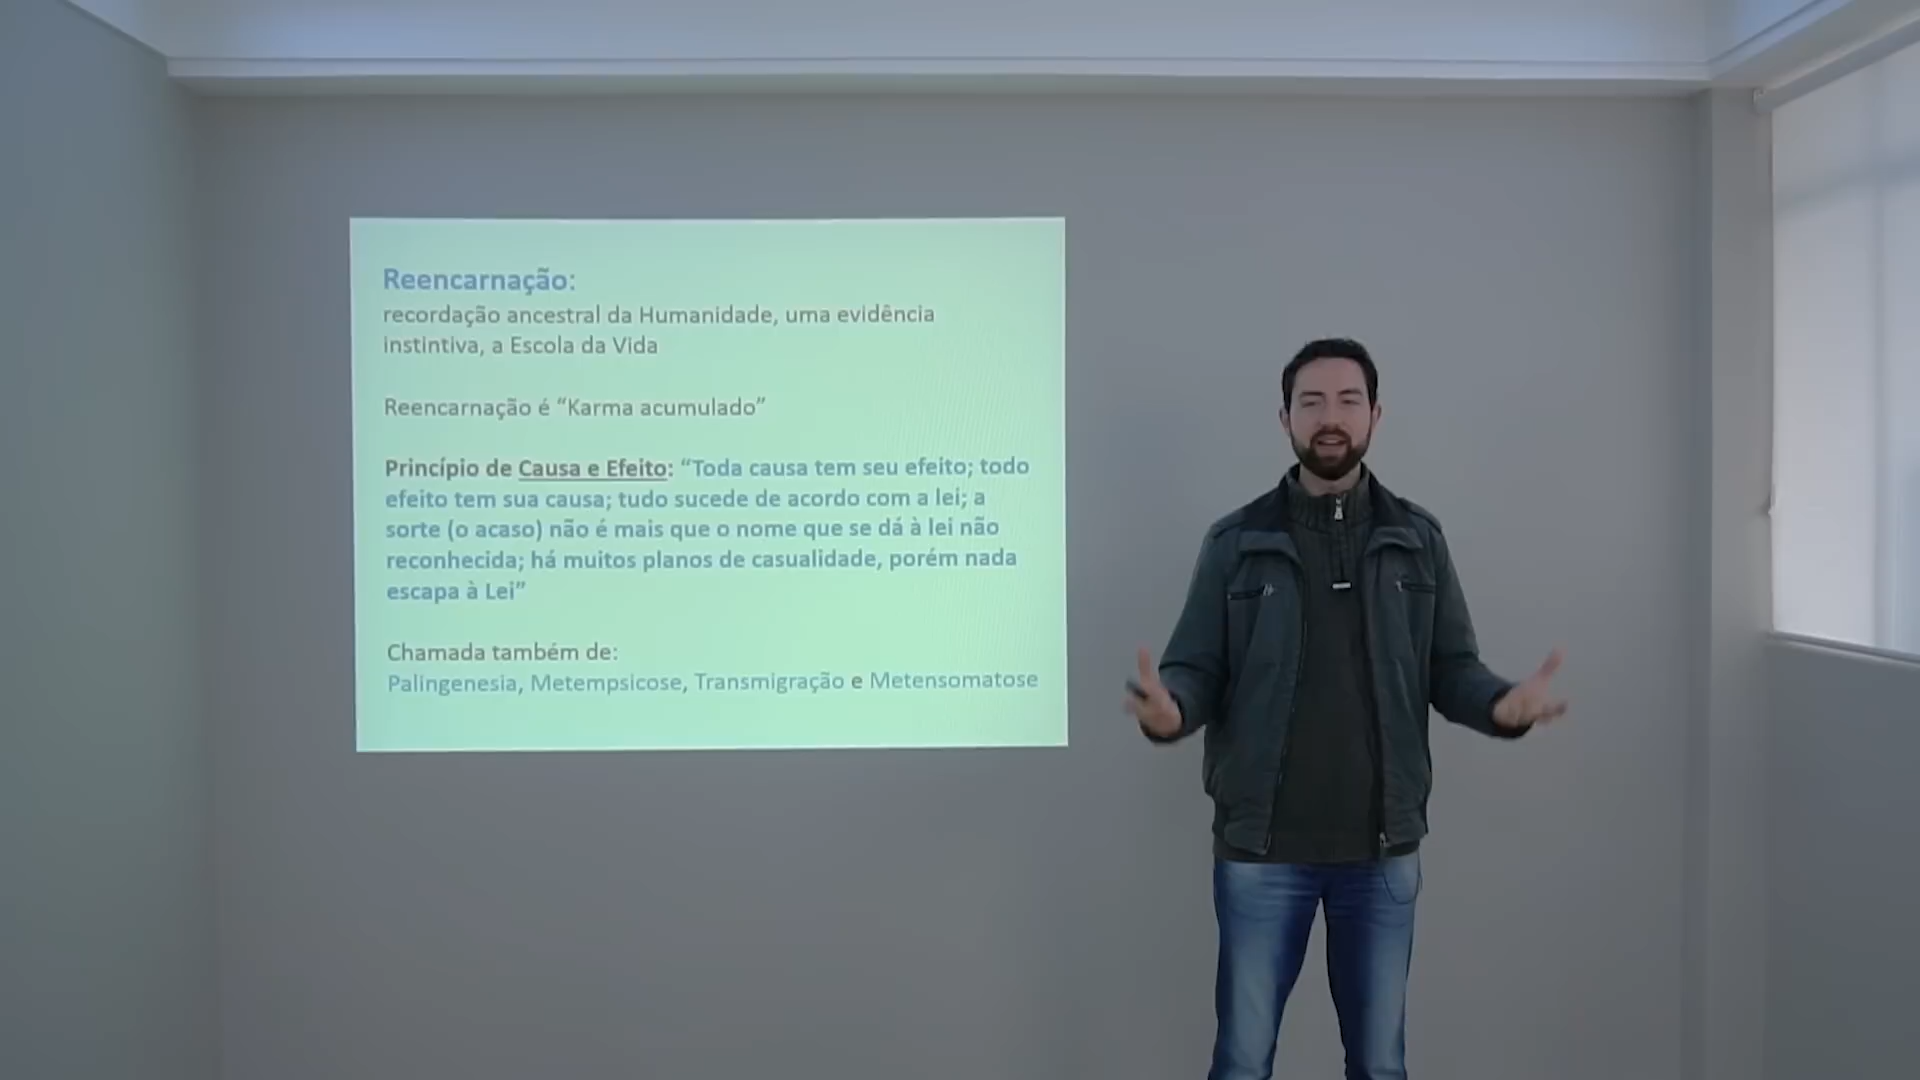 Reencarnação:
recordação ancestral da Humanidade, uma evidência
instintiva, a Escola da Vida
Reencarnação é “Karma acumulado”
Princípio de Causa e Efeito: “Toda causa tem seu efeito; todo
efeito tem sua causa; tudo sucede de acordo com a lei; a
sorte (o acaso) não é mais que o nome que se dá à lei não
reconhecida; há muitos planos de casualidade, porém nada
escapa à Lei”
Chamada também de:
Palingenesia, Metempsicose, Transmigração e Metensomatose